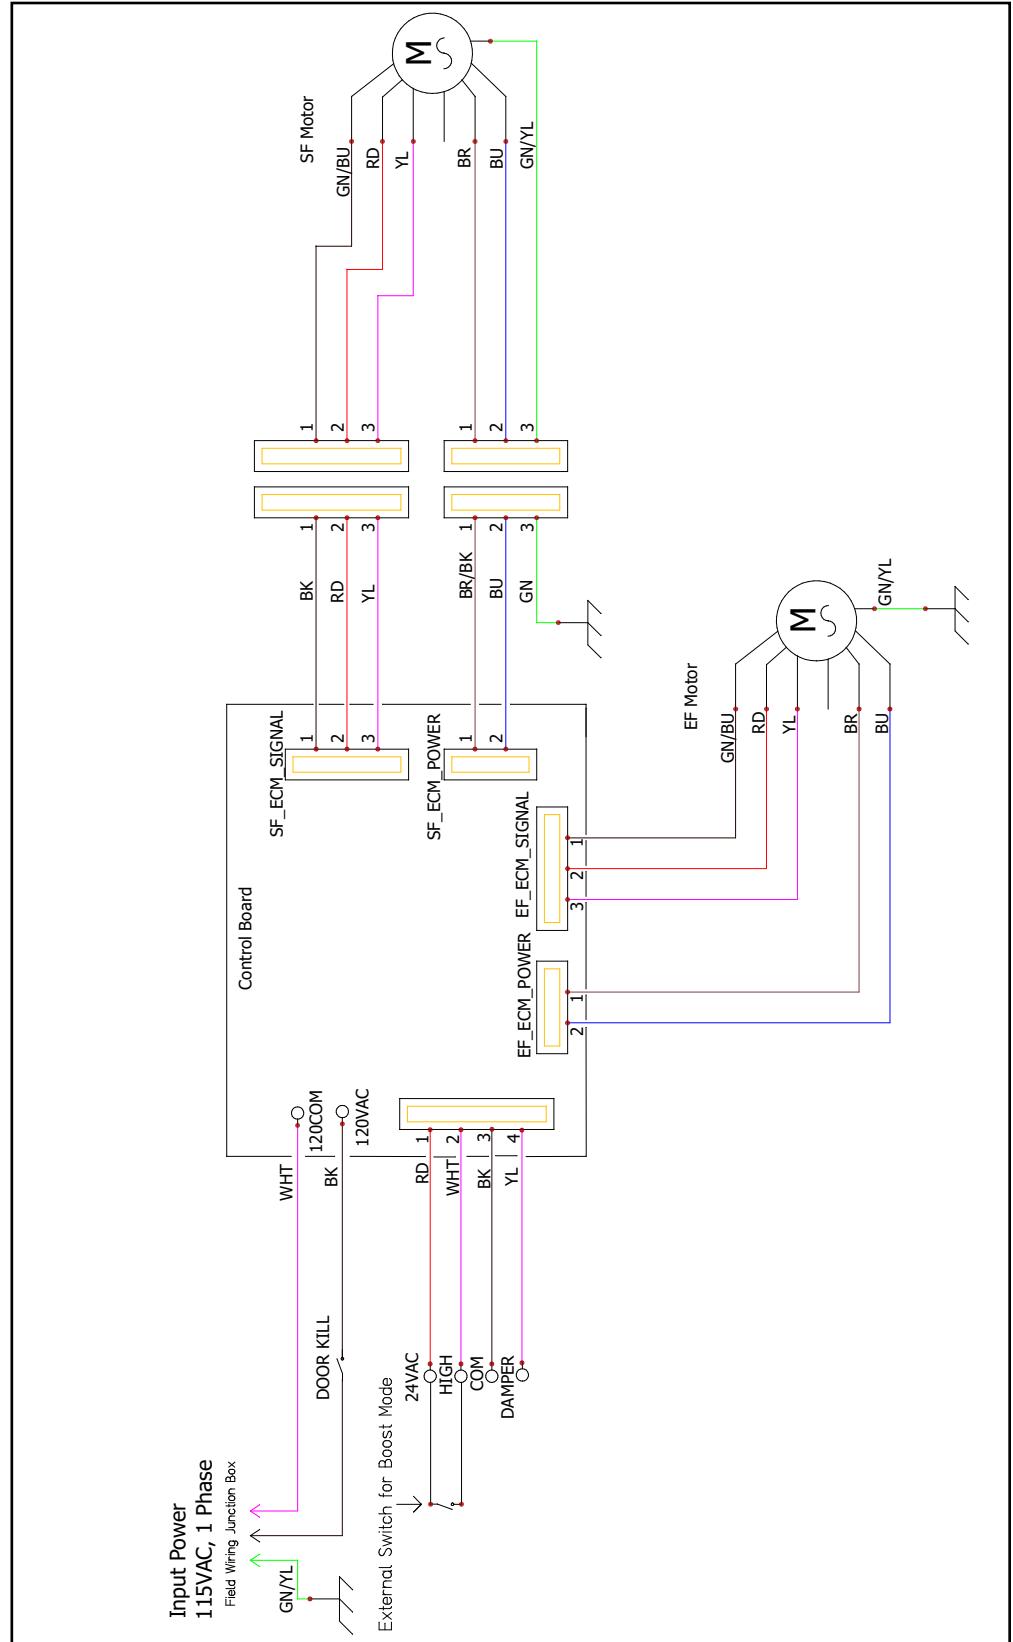 Input Power
115VAC, 1 Phase
Field Wiring Junction Box
GN/YL
DOOR KILL
WHT
BK
120COM
120VAC
External Switch for Boost Mode
24VAC
HIGH
COM
DAMPER
RD
WHT
BK
YL
1
2
3
4
Control Board
SF_ECM_SIGNAL
1
2
3
SF_ECM_POWER
1
2
EF_ECM_SIGNAL
1
2
3
EF_ECM_POWER
1
2
BK
RD
YL
BR/BK
BU
GN
1
2
3
1
2
3
1
2
3
1
2
3
SF Motor
GN/BU
RD
YL
BR
BU
GN/YL
M
EF Motor
GN/BU
RD
YL
BR
BU
GN/YL
M